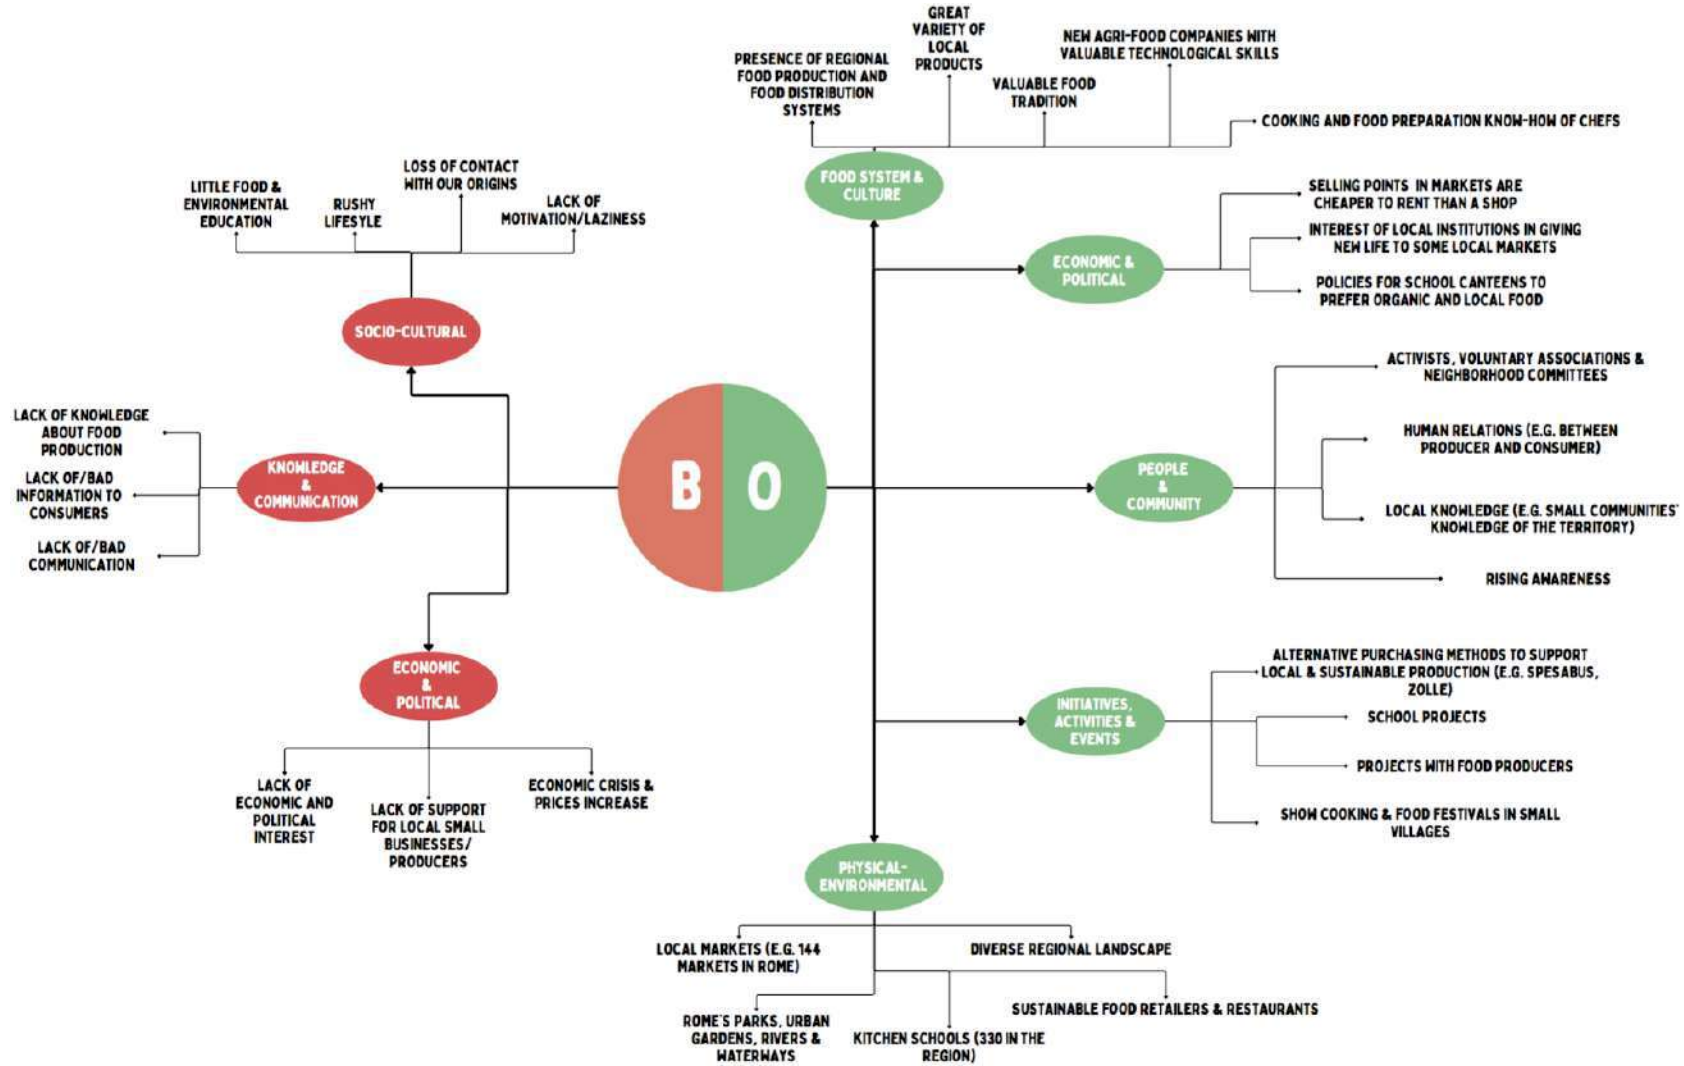 GREAT
VARIETY OF
LOCAL
PRODUCTS
NEW AGRI-FOOD COMPANIES WITH
VALUABLE TECHNOLOGICAL SKILLS
PRESENCE OF REGIONAL
FOOD PRODUCTION AND
FOOD DISTRIBUTION
SYSTEMS
VALUABLE FOOD
TRADITION
COOKING AND FOOD PREPARATION KNOW-HOW OF CHEFS
FOOD SYSTEM &
CULTURE
LITTLE FOOD &
ENVIRONMENTAL
EDUCATION
RUSHY
LIFESYLE
LOSS OF CONTACT
WITH OUR ORIGINS
LACK OF
MOTIVATION/LAZINESS
SOCIO-CULTURAL
SELLING POINTS IN MARKETS ARE
CHEAPER TO RENT THAN A SHOP
INTEREST OF LOCAL INSTITUTIONS IN GIVING
NEW LIFE TO SOME LOCAL MARKETS
POLICIES FOR SCHOOL CANTEENS TO
PREFER ORGANIC AND LOCAL FOOD
ECONOMIC &
POLITICAL
LACK OF KNOWLEDGE
ABOUT FOOD
PRODUCTION
LACK OF/BAD
INFORMATION TO
CONSUMERS
LACK OF/BAD
COMMUNICATION
KNOWLEDGE
&
COMMUNICATION
B O
PEOPLE
&
COMMUNITY
ACTIVISTS, VOLUNTARY ASSOCIATIONS &
NEIGHBORHOOD COMMITTEES
HUMAN RELATIONS (E.G. BETWEEN
PRODUCER AND CONSUMER)
LOCAL KNOWLEDGE (E.G. SMALL COMMUNITIES'
KNOWLEDGE OF THE TERRITORY)
RISING AWARENESS
ECONOMIC
&
POLITICAL
LACK OF
ECONOMIC AND
POLITICAL
INTEREST
LACK OF SUPPORT
FOR LOCAL SMALL
BUSINESSES/
PRODUCERS
ECONOMIC CRISIS &
PRICES INCREASE
INITIATIVES,
ACTIVITIES &
EVENTS
ALTERNATIVE PURCHASING METHODS TO SUPPORT
LOCAL & SUSTAINABLE PRODUCTION (E.G. SPESABUS,
ZOLLE)
SCHOOL PROJECTS
PROJECTS WITH FOOD PRODUCERS
SHOW COOKING & FOOD FESTIVALS IN SMALL
VILLAGES
PHYSICAL-
ENVIRONMENTAL
LOCAL MARKETS (E.G. 144
MARKETS IN ROME)
DIVERSE REGIONAL LANDSCAPE
ROME'S PARKS, URBAN
GARDENS, RIVERS &
WATERWAYS
KITCHEN SCHOOLS (330 IN THE
REGION)
SUSTAINABLE FOOD RETAILERS & RESTAURANTS